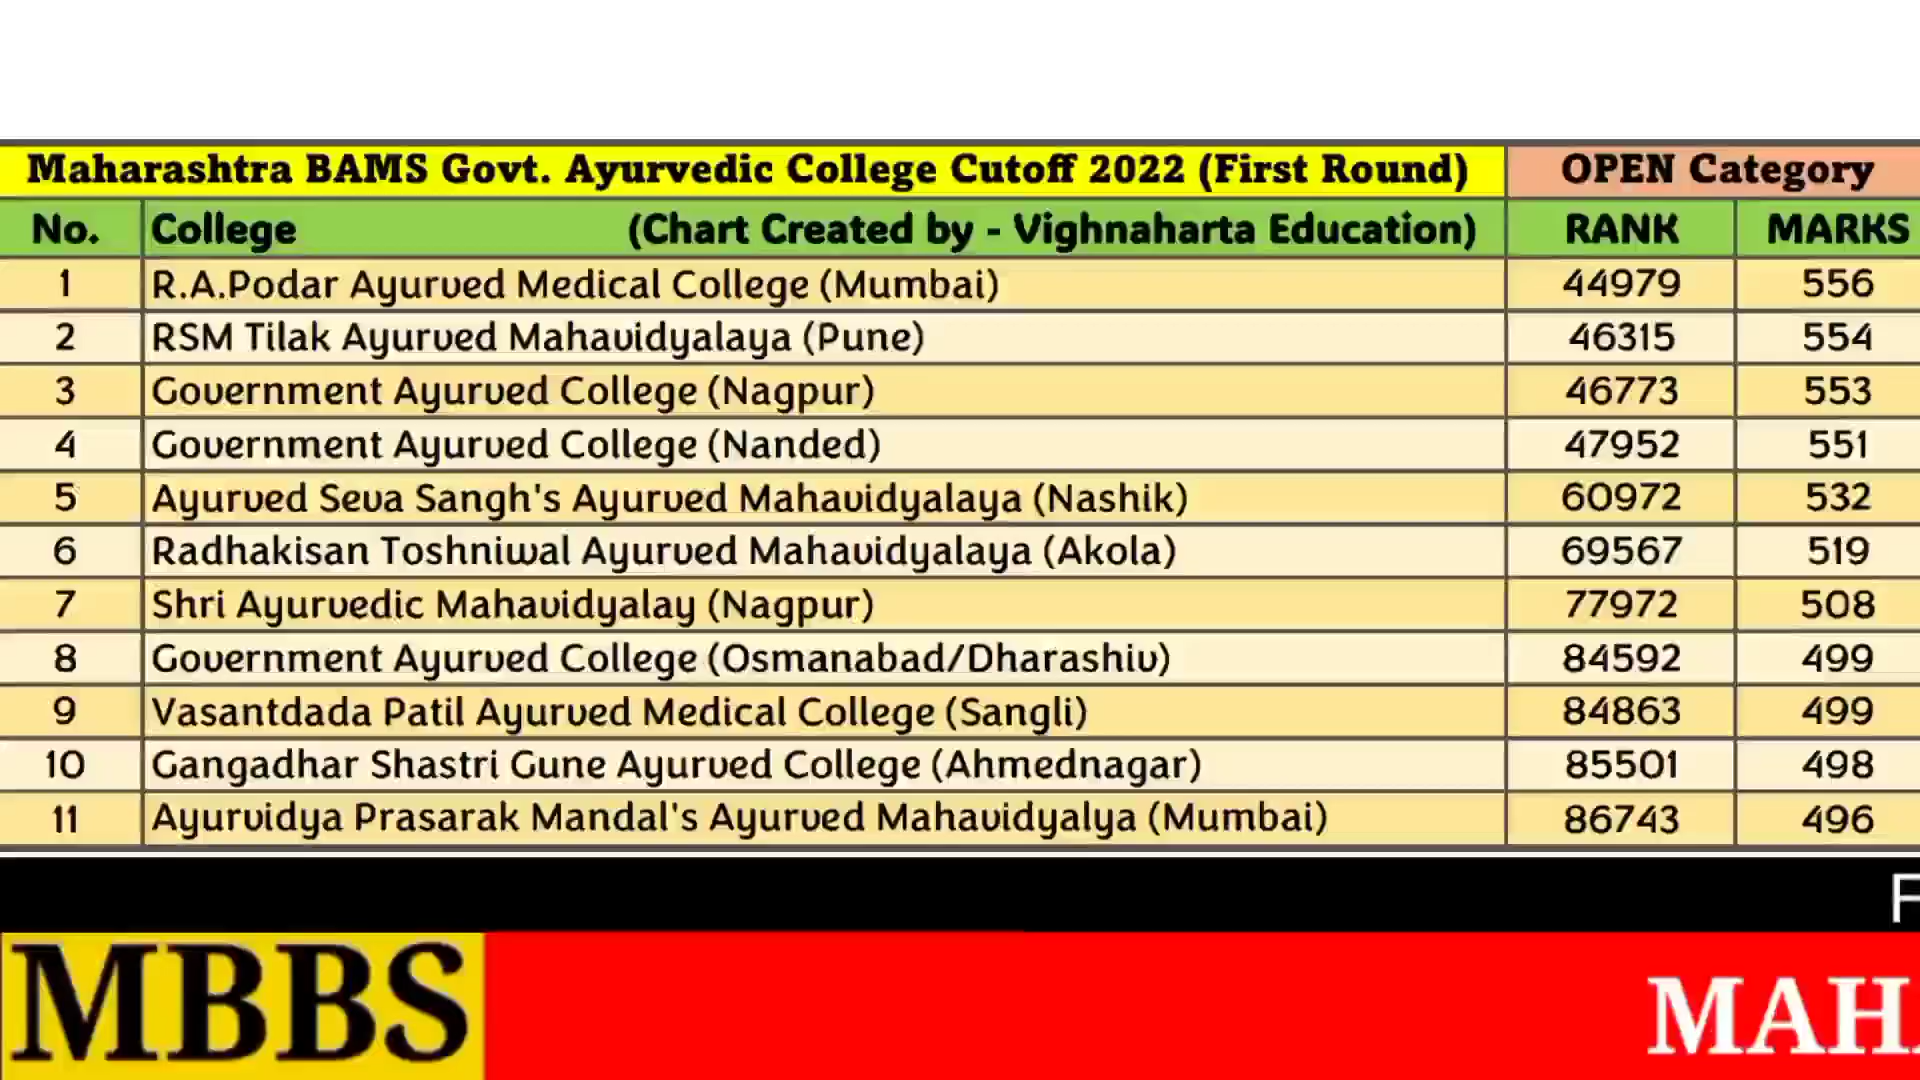 Maharashtra BAMS Govt. Ayurvedic College Cutoff 2022 (First Round) OPEN Category
No. College (Chart Created by - Vighnaharta Education) RANK MARKS
1 R.A.Podar Ayurved Medical College (Mumbai) 44979 556
2 RSM Tilak Ayurved Mahavidyalaya (Pune) 46315 554
3 Government Ayurved College (Nagpur) 46773 553
4 Government Ayurved College (Nanded) 47952 551
5 Ayurved Seva Sangh's Ayurved Mahavidyalaya (Nashik) 60972 532
6 Radhakisan Toshniwal Ayurved Mahavidyalaya (Akola) 69567 519
7 Shri Ayurvedic Mahavidyalay (Nagpur) 77972 508
8 Government Ayurved College (Osmanabad/Dharashiv) 84592 499
9 Vasantdada Patil Ayurved Medical College (Sangli) 84863 499
10 Gangadhar Shastri Gune Ayurved College (Ahmednagar) 85501 498
11 Ayurvidya Prasarak Mandal's Ayurved Mahavidyalya (Mumbai) 86743 496
MBBS